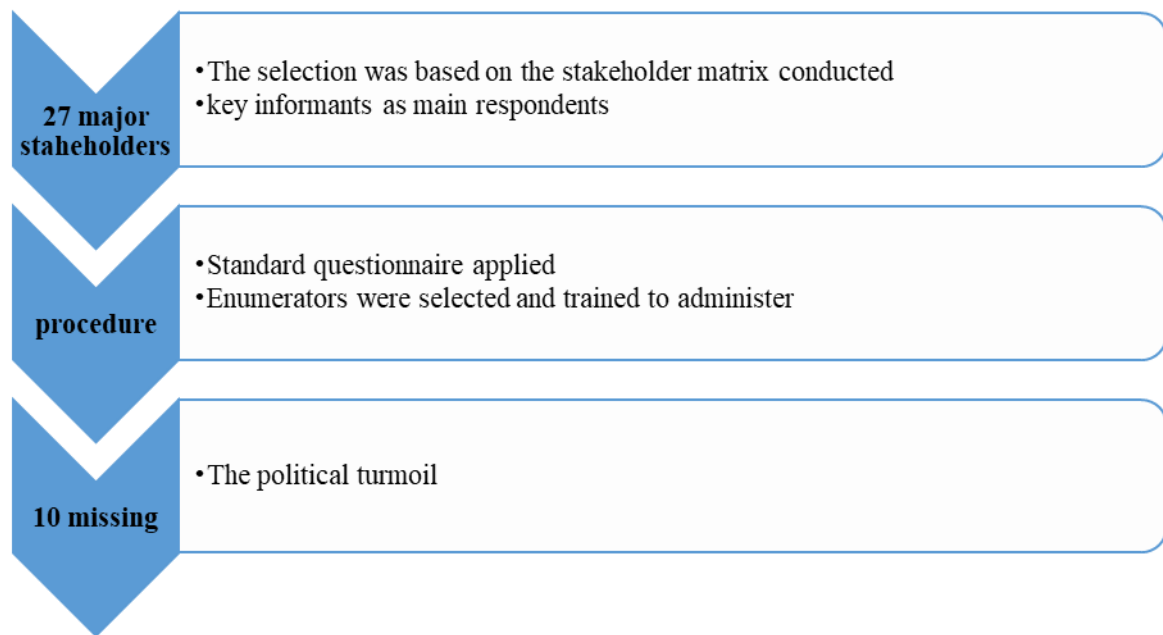 27 major
staheholders
•The selection was based on the stakeholder matrix conducted
•key informants as main respondents
procedure
•Standard questionnaire applied
•Enumerators were selected and trained to administer
10 missing
•The political turmoil